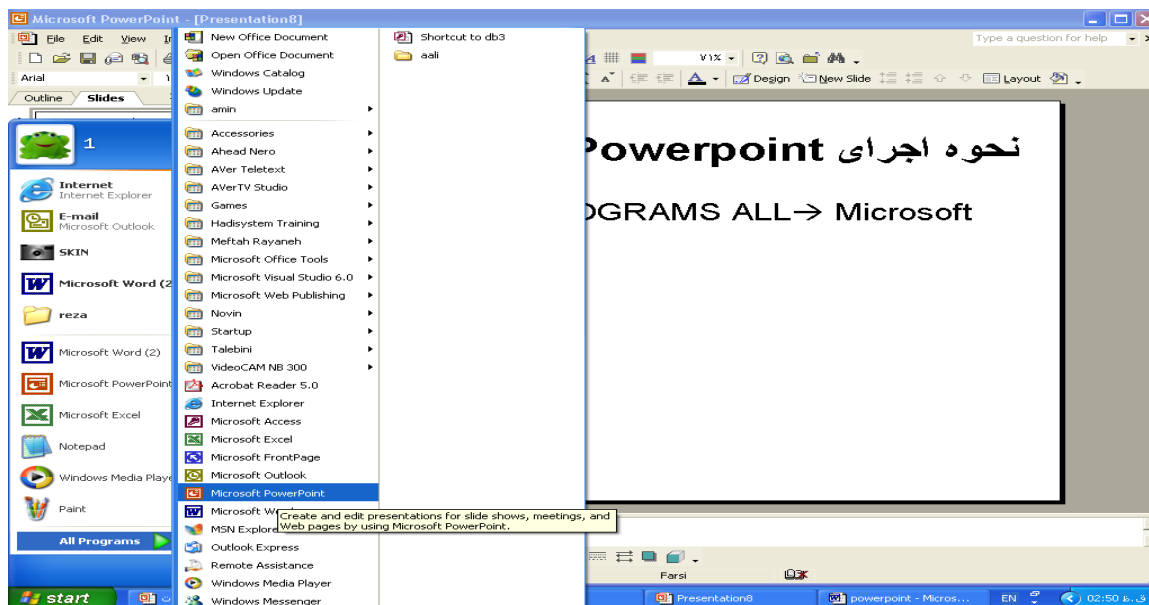 Microsoft PowerPoint - [Presentation8]
File Edit View
Type a question for help
۷۱%
Arial
Design New Slide Layout
Outline Slides
نحوه اجرای Powerpoint
OGRAMS ALL→ Microsoft
1
Internet
Internet Explorer
E-mail
Microsoft Outlook
SKIN
Microsoft Word (2
reza
Microsoft Word (2)
Microsoft PowerPoint
Microsoft Excel
Notepad
Windows Media Playe
Paint
All Programs
New Office Document
Open Office Document
Windows Catalog
Windows Update
amin
Accessories
Ahead Nero
AVer Teletext
AVerTV Studio
Games
Hadisystem Training
Meftah Rayaneh
Microsoft Office Tools
Microsoft Visual Studio 6.0
Microsoft Web Publishing
Novin
Startup
Talebini
VideoCAM NB 300
Acrobat Reader 5.0
Internet Explorer
Microsoft Access
Microsoft Excel
Microsoft FrontPage
Microsoft Outlook
Microsoft PowerPoint
Microsoft W
MSN Explore
Outlook Express
Remote Assistance
Windows Media Player
Windows Messenger
Shortcut to db3
aali
Create and edit presentations for slide shows, meetings, and
Web pages by using Microsoft PowerPoint.
Farsi
start
Presentation8
powerpoint - Micros...
EN
02:50 ق.ظ